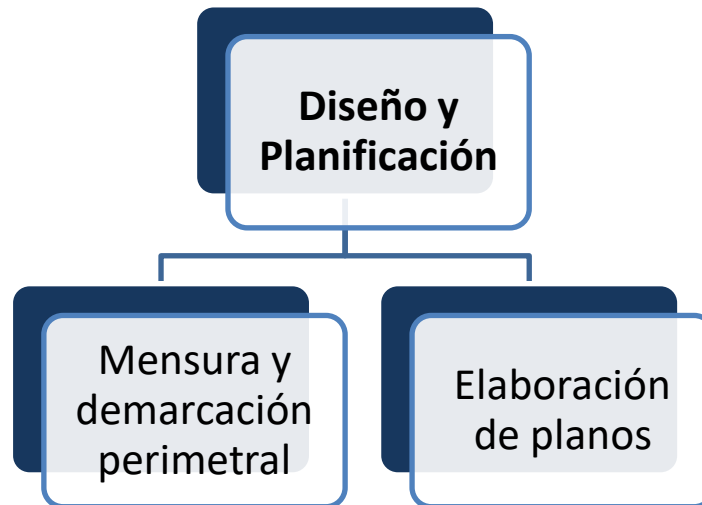 Diseño y
Planificación
Mensura y
demarcación
perimetral
Elaboración
de planos